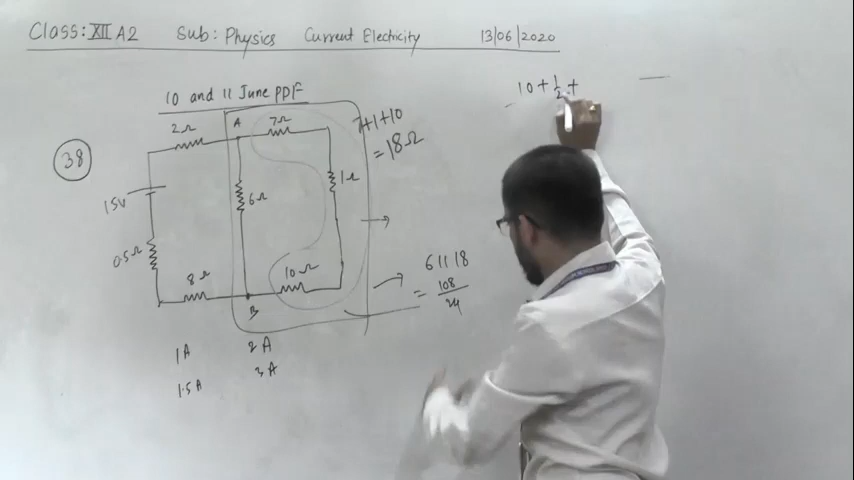 CLASS: XII A2 Sub: Physics Current Electricity 13/06/2020
10 and 11 June PPF
38
2Ω
A
7Ω
7+1+10
= 18Ω
1Ω
15V
6Ω
0.5Ω
8Ω
10Ω
B
6 11 18
= 108/24
1A 2A
1.5A 3A
10 + 1/2 +